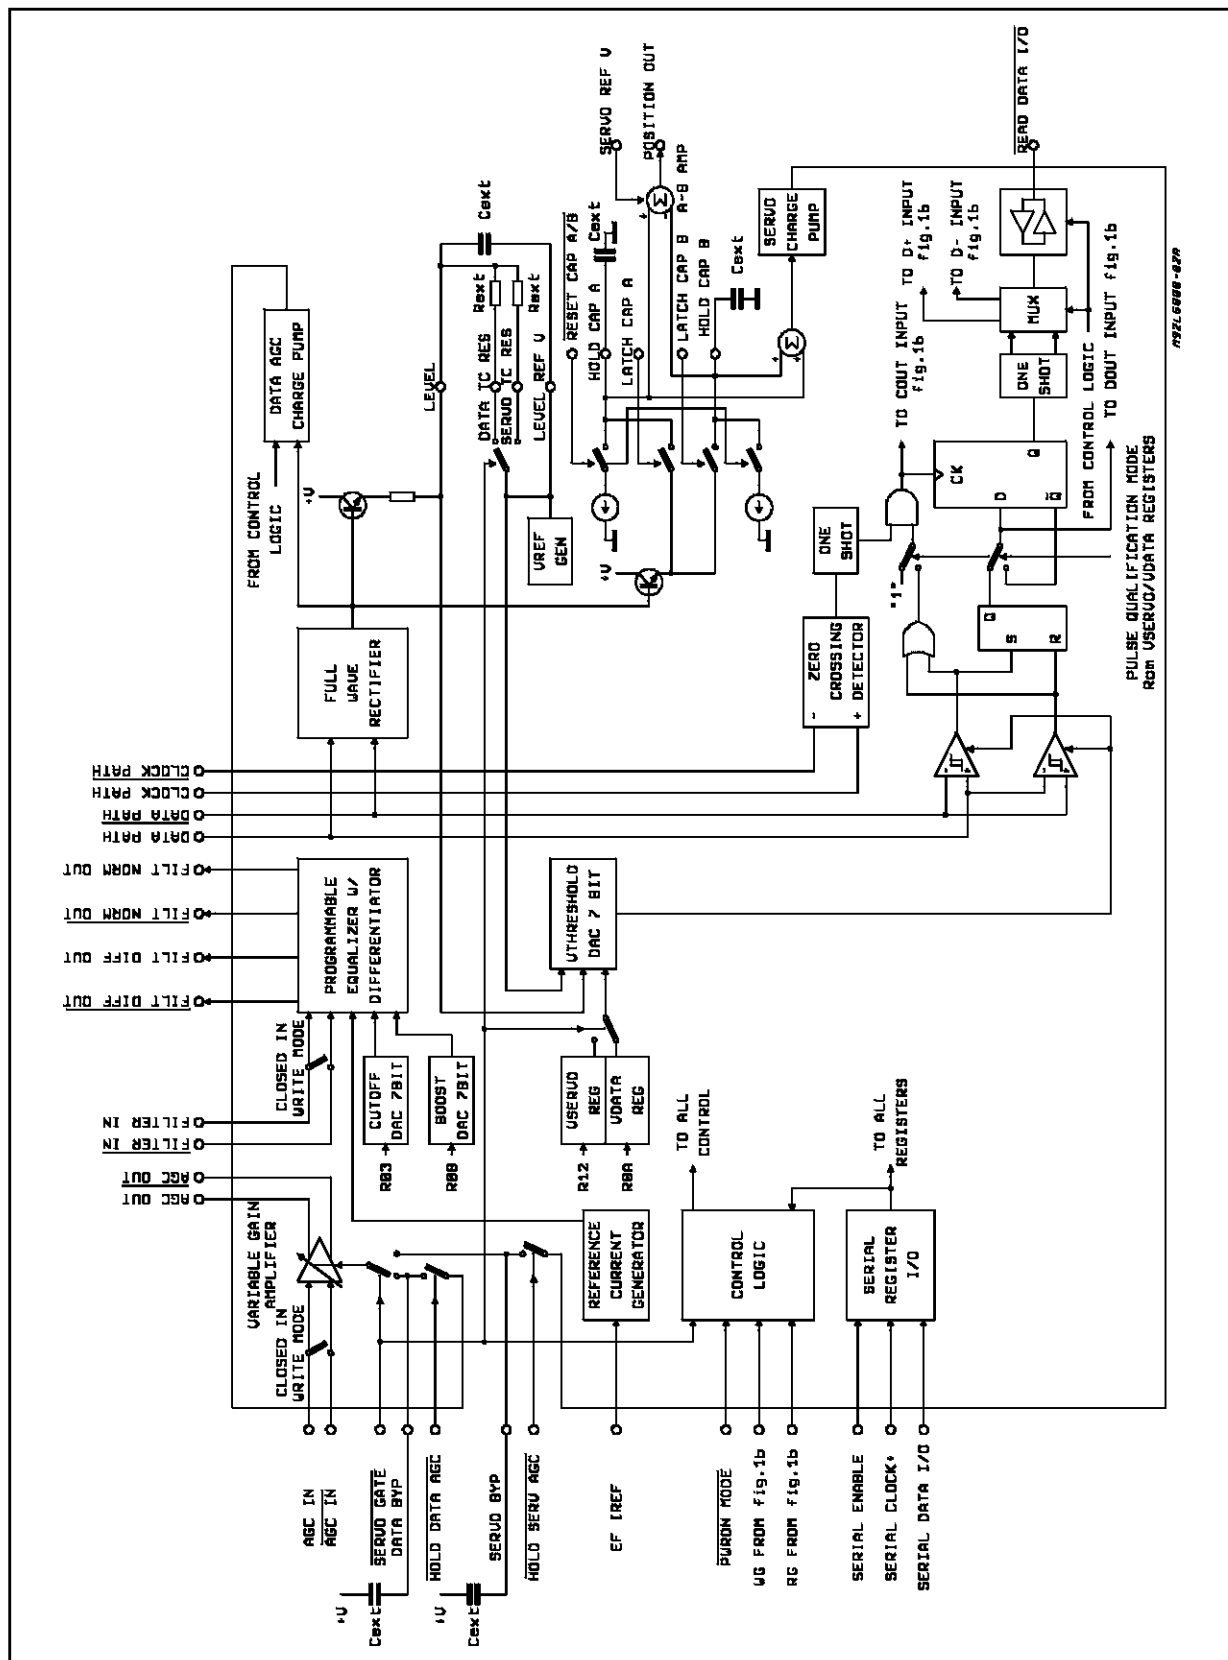 AGC IN
AGC IN
+V
Cext
SERVO GATE
DATA BYP
HOLD DATA AGC
+V
Cext
SERVO BYP
HOLD SERV AGC
EF IREF
PWRON MODE
WG FROM fig.1b
RG FROM fig.1b
SERIAL ENABLE
SERIAL CLOCK+
SERIAL DATA I/O
CLOSED IN
WRITE MODE
VARIABLE GAIN
AMPLIFIER
AGC OUT
AGC OUT
FILTER IN
FILTER IN
CLOSED IN
WRITE MODE
FILT DIFF OUT
FILT DIFF OUT
FILT NORM OUT
FILT NORM OUT
DATA PATH
DATA PATH
CLOCK PATH
CLOCK PATH
REFERENCE
CURRENT
GENERATOR
CONTROL
LOGIC
TO ALL
CONTROL
SERIAL
REGISTER
I/O
TO ALL
REGISTERS
R03
CUTOFF
DAC 7BIT
R0B
BOOST
DAC 7BIT
R12
VSERVO
REG
R0A
VDATA
REG
PROGRAMMABLE
EQUALIZER W/
DIFFERENTIATOR
VTHRESHOLD
DAC 7 BIT
FULL
WAVE
RECTIFIER
FROM CONTROL
LOGIC
DATA AGC
CHARGE PUMP
+V
LEVEL
DATA TC RES
SERVO TC RES
LEVEL REF V
Cext
Rext
Rext
VREF
GEN
RESET CAP A/B
HOLD CAP A
Cext
LATCH CAP A
LATCH CAP B
HOLD CAP B
Cext
A-B AMP
SERVO REF V
POSITION OUT
+V
Σ
Σ
SERVO
CHARGE
PUMP
-
ZERO
CROSSING
+ DETECTOR
ONE
SHOT
"1"
S
R
Q
CK
D
Q
Q
ONE
SHOT
MUX
TO COUT INPUT
fig.1b
TO D+ INPUT
fig.1b
TO D- INPUT
fig.1b
READ DATA I/O
FROM CONTROL LOGIC
TO DOUT INPUT fig.1b
PULSE QUALIFICATION MODE
Rom VSERVO/VDATA REGISTERS
M92L6000-02A